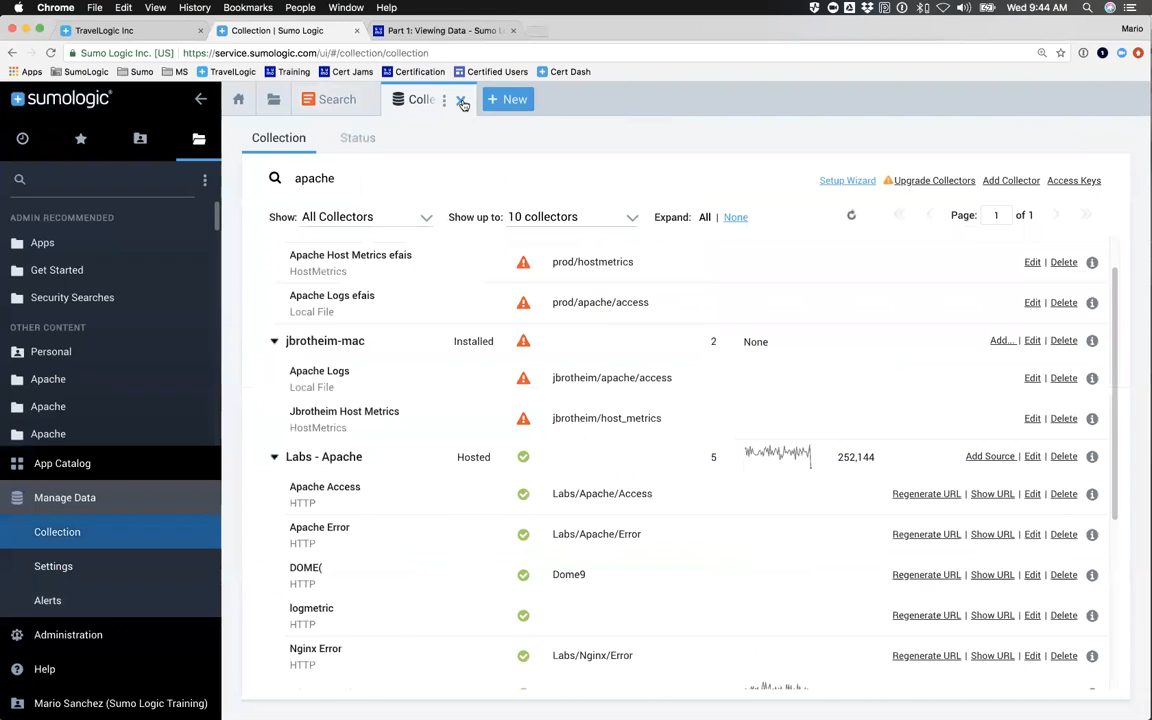 Chrome File Edit View History Bookmarks People Window Help Wed 9:44 AM
TravelLogic Inc Collection | Sumo Logic Part 1: Viewing Data - Sumo L Mario
Sumo Logic Inc. [US] https://service.sumologic.com/ui/#/collection/collection
Apps SumoLogic Sumo MS TravelLogic Training Cert Jams Certification Certified Users Cert Dash
sumologic Search Colle + New
Collection Status
apache Setup Wizard Upgrade Collectors Add Collector Access Keys
Show: All Collectors Show up to: 10 collectors Expand: All | None Page: 1 of 1
ADMIN RECOMMENDED
Apps
Get Started
Security Searches
OTHER CONTENT
Personal
Apache
Apache
Apache
App Catalog
Manage Data
Collection
Settings
Alerts
Administration
Help
Mario Sanchez (Sumo Logic Training)
Apache Host Metrics efais prod/hostmetrics Edit | Delete
HostMetrics
Apache Logs efais prod/apache/access Edit | Delete
Local File
jbrotheim-mac Installed 2 None Add... | Edit | Delete
Apache Logs jbrotheim/apache/access Edit | Delete
Local File
Jbrotheim Host Metrics jbrotheim/host_metrics Edit | Delete
HostMetrics
Labs - Apache Hosted 5 252,144 Add Source | Edit | Delete
Apache Access Labs/Apache/Access Regenerate URL | Show URL | Edit | Delete
HTTP
Apache Error Labs/Apache/Error Regenerate URL | Show URL | Edit | Delete
HTTP
DOME( Dome9 Regenerate URL | Show URL | Edit | Delete
HTTP
logmetric Regenerate URL | Show URL | Edit | Delete
HTTP
Nginx Error Labs/Nginx/Error Regenerate URL | Show URL | Edit | Delete
HTTP